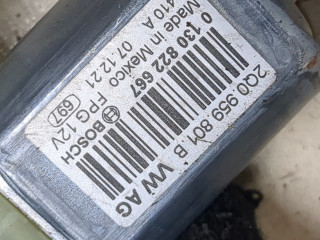 2Q0 959 801 B VW AG
0 130 822 667
BOSCH
FPG 12V
697
410 A
Made in Mexico 07.12.21